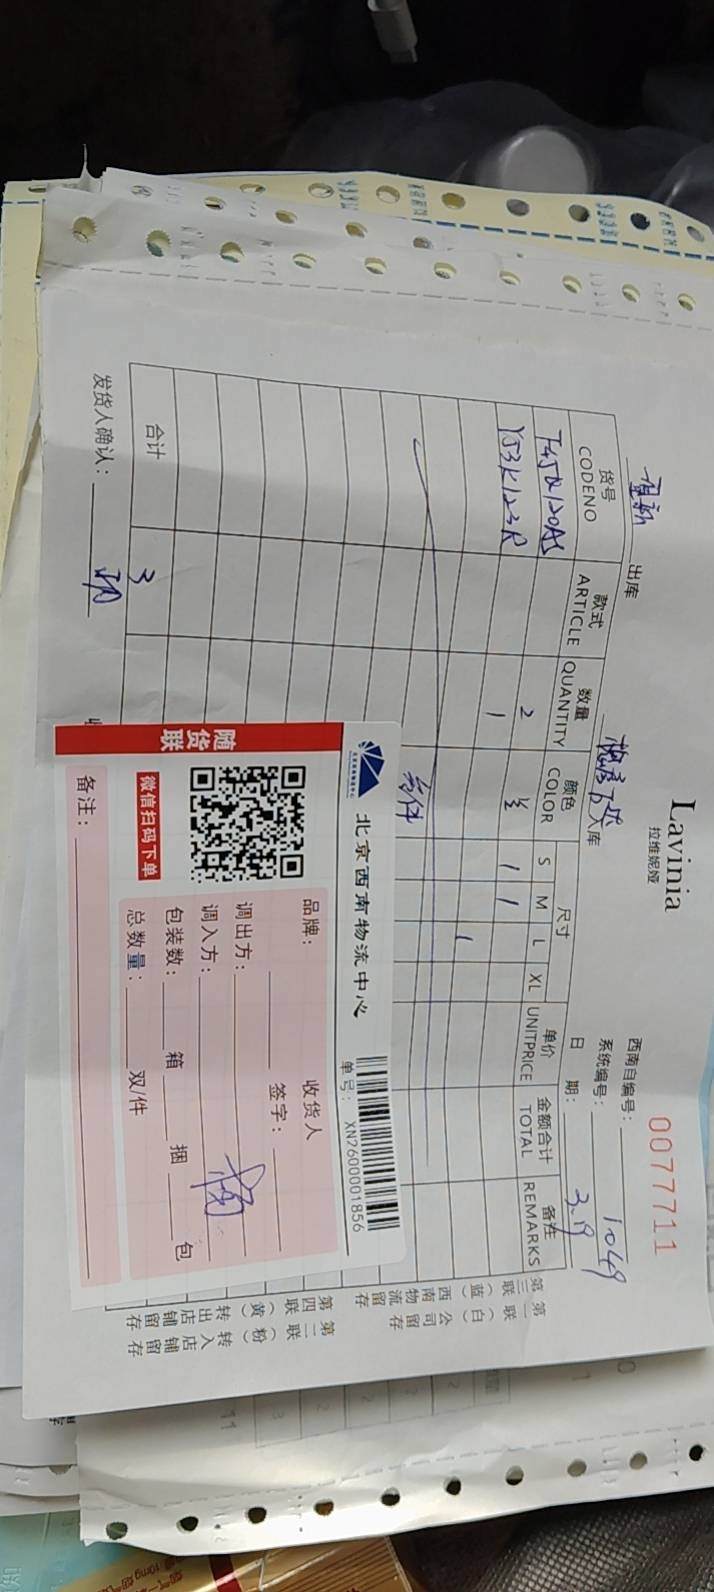 Lavinia
拉维妮娅
0077711
西南自编号：
系统编号： 1049
日 期： 3.19
出库
入库
货号 款式 数量 颜色 尺寸 单价 金额合计 备注
CODENO ARTICLE QUANTITY COLOR S M L XL UNITPRICE TOTAL REMARKS
2 1 1
Y53K123R 1 1
合计 3
发货人确认：
第一联（白）公司留存
第三联（蓝）西南物流留存
第二联（粉）转入店铺留存
第四联（黄）转出店铺留存
北京西南物流中心
单号： XN2600001856
随货联
微信扫码下单
品牌：
收货人
签字：
调出方：
调入方：
包装数： 箱 捆 包
总数量： 双/件
备注：